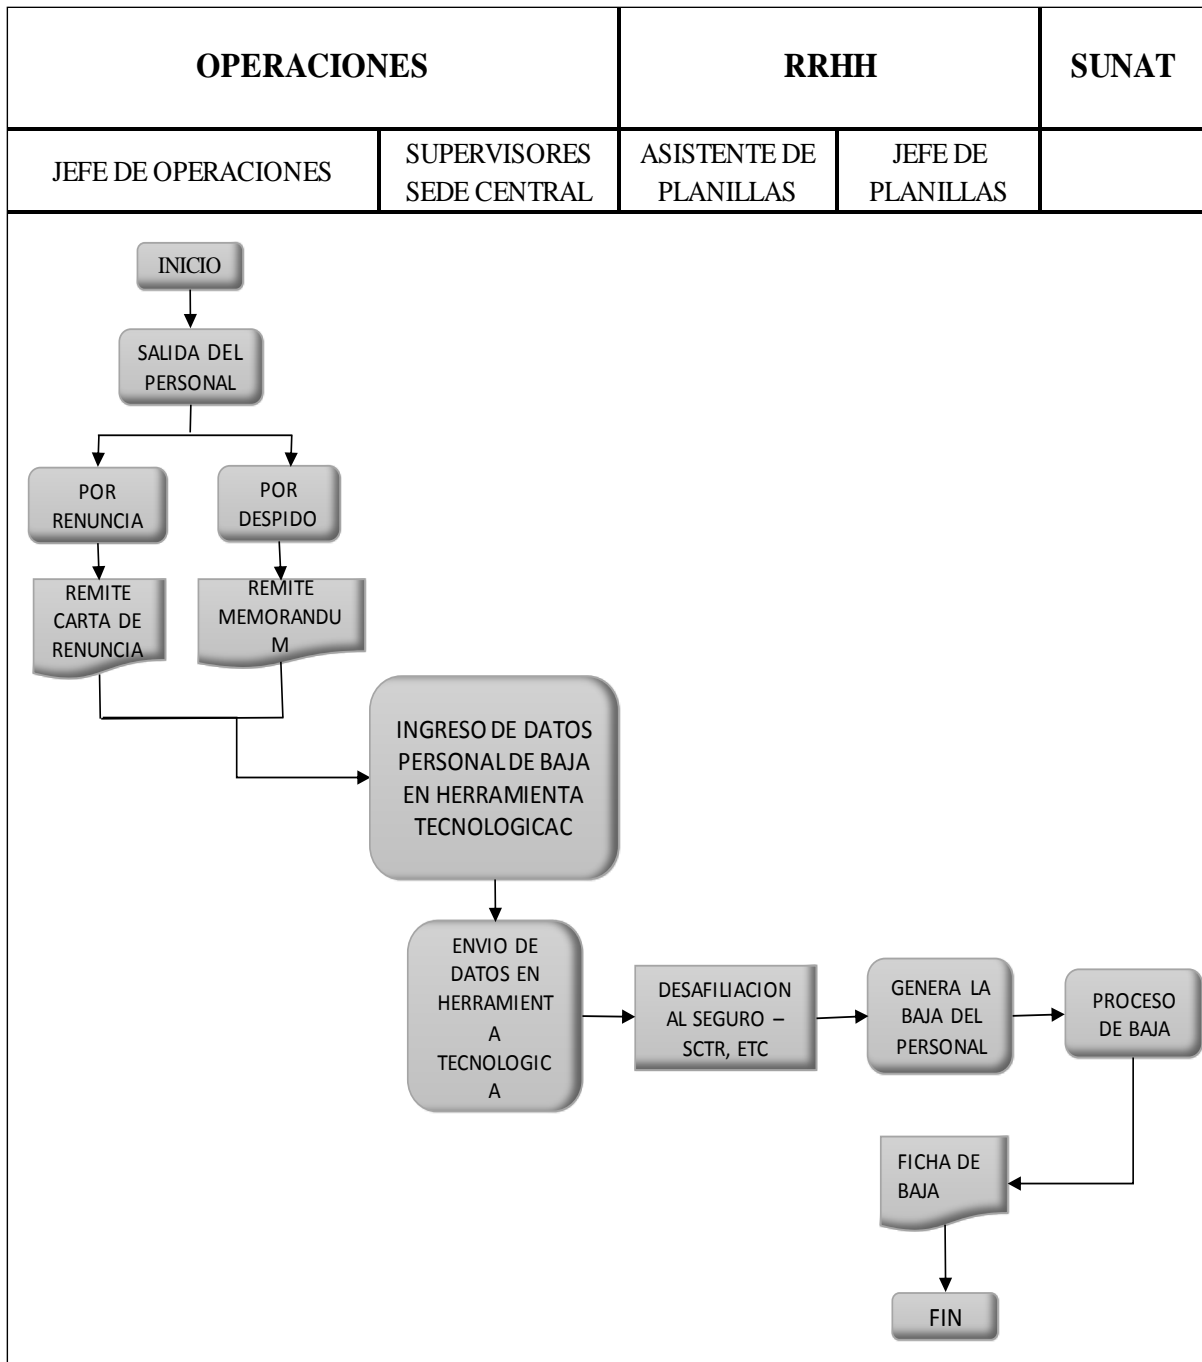 OPERACIONES
RRHH
SUNAT
JEFE DE OPERACIONES
SUPERVISORES
SEDE CENTRAL
ASISTENTE DE
PLANILLAS
JEFE DE
PLANILLAS
INICIO
SALIDA DEL
PERSONAL
POR
RENUNCIA
POR
DESPIDO
REMITE
CARTA DE
RENUNCIA
REMITE
MEMORANDU
M
INGRESO DE DATOS
PERSONAL DE BAJA
EN HERRAMIENTA
TECNOLOGICAC
ENVIO DE
DATOS EN
HERRAMIENT
A
TECNOLOGIC
A
DESAFILIACION
AL SEGURO –
SCTR, ETC
GENERA LA
BAJA DEL
PERSONAL
PROCESO
DE BAJA
FICHA DE
BAJA
FIN